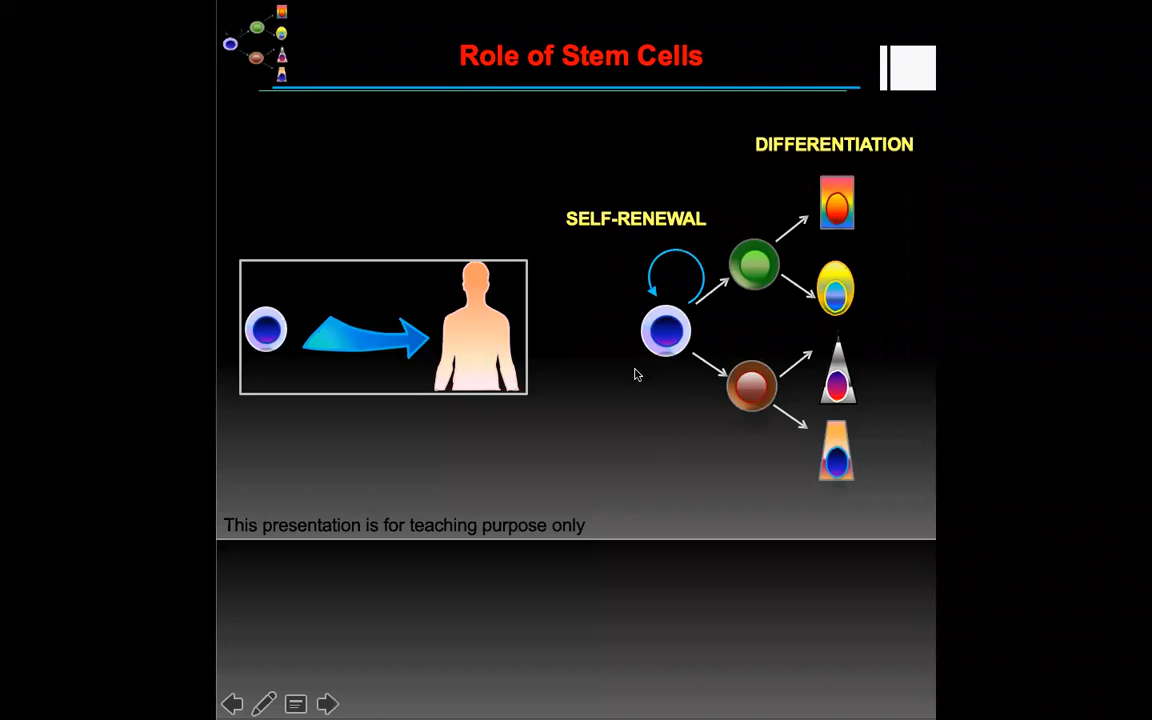 Role of Stem Cells
DIFFERENTIATION
SELF-RENEWAL
This presentation is for teaching purpose only